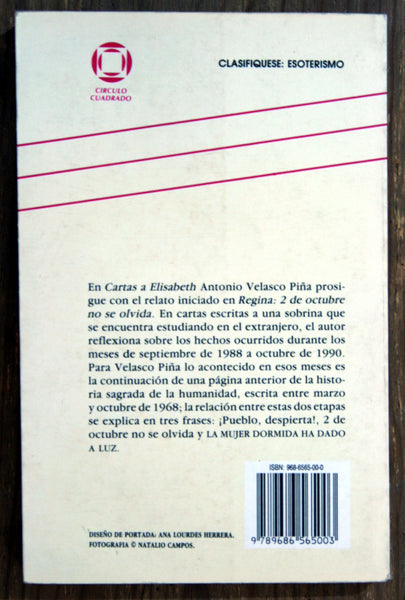 CLASIFIQUESE: ESOTERISMO
CIRCULO
CUADRADO
En Cartas a Elisabeth Antonio Velasco Piña prosi-
gue con el relato iniciado en Regina: 2 de octubre
no se olvida. En cartas escritas a una sobrina que
se encuentra estudiando en el extranjero, el autor
reflexiona sobre los hechos ocurridos durante los
meses de septiembre de 1988 a octubre de 1990.
Para Velasco Piña lo acontecido en esos meses es
la continuación de una página anterior de la histo-
ria sagrada de la humanidad, escrita entre marzo
y octubre de 1968; la relación entre estas dos etapas
se explica en tres frases: ¡Pueblo, despierta!, 2 de
octubre no se olvida y LA MUJER DORMIDA HA DADO
A LUZ.
ISBN: 968-6565-00-0
9 789686 565003
DISEÑO DE PORTADA: ANA LOURDES HERRERA.
FOTOGRAFIA © NATALIO CAMPOS.